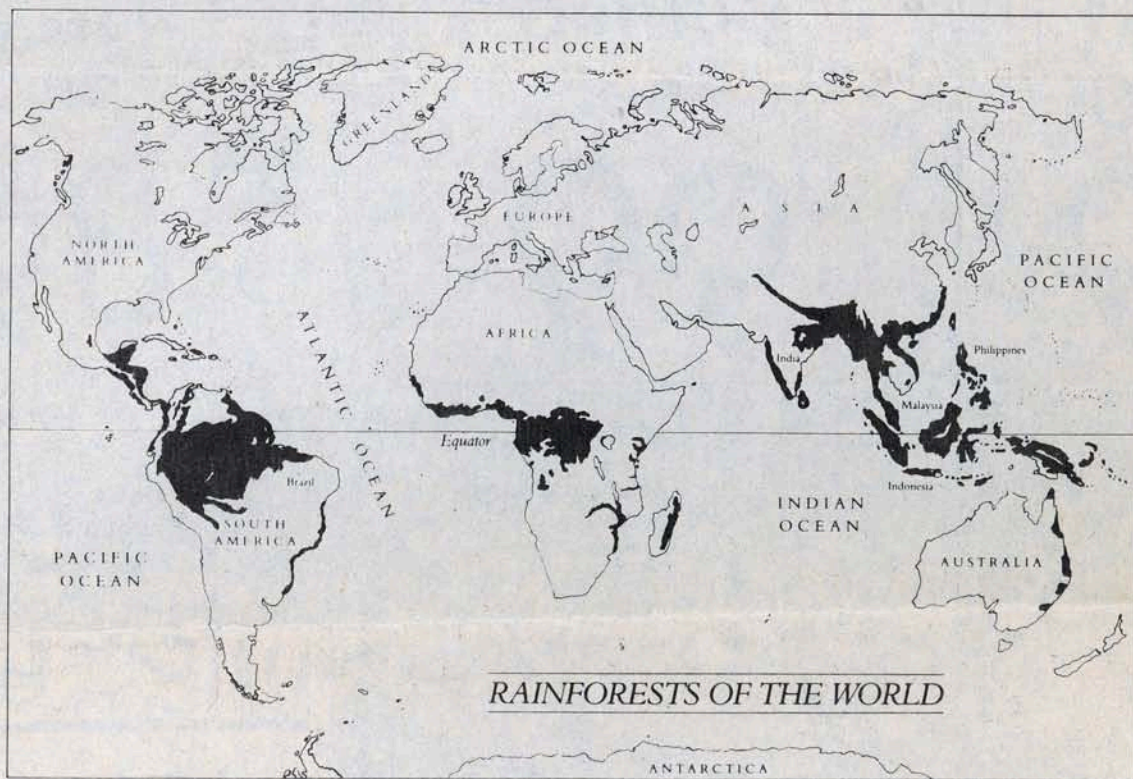 ARCTIC OCEAN
GREENLAND
EUROPE
ASIA
NORTH
AMERICA
PACIFIC
OCEAN
ATLANTIC OCEAN
AFRICA
India
Philippines
Malaysia
Equator
Brazil
Indonesia
INDIAN
OCEAN
SOUTH
AMERICA
PACIFIC
OCEAN
AUSTRALIA
RAINFORESTS OF THE WORLD
ANTARCTICA